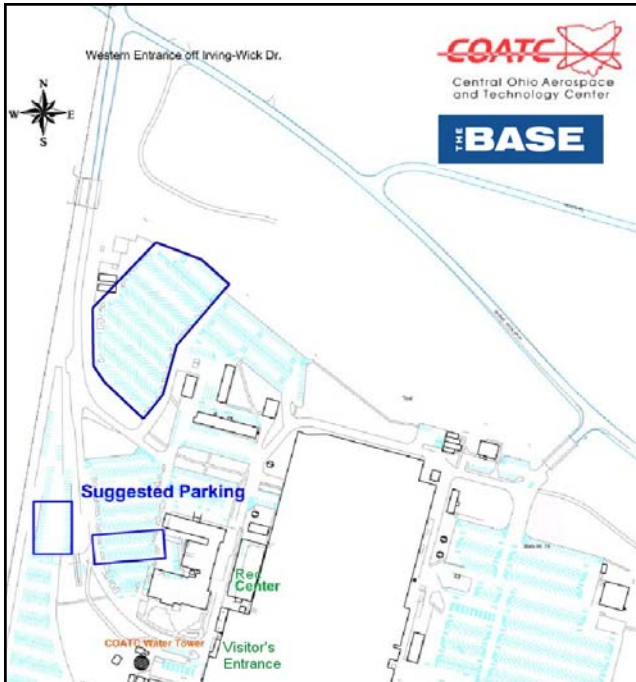 Western Entrance off Irving-Wick Dr.
COATC
Central Ohio Aerospace
and Technology Center
THE BASE
N
W E
S
Suggested Parking
Rec
Center
COATC Water Tower
Visitor's
Entrance